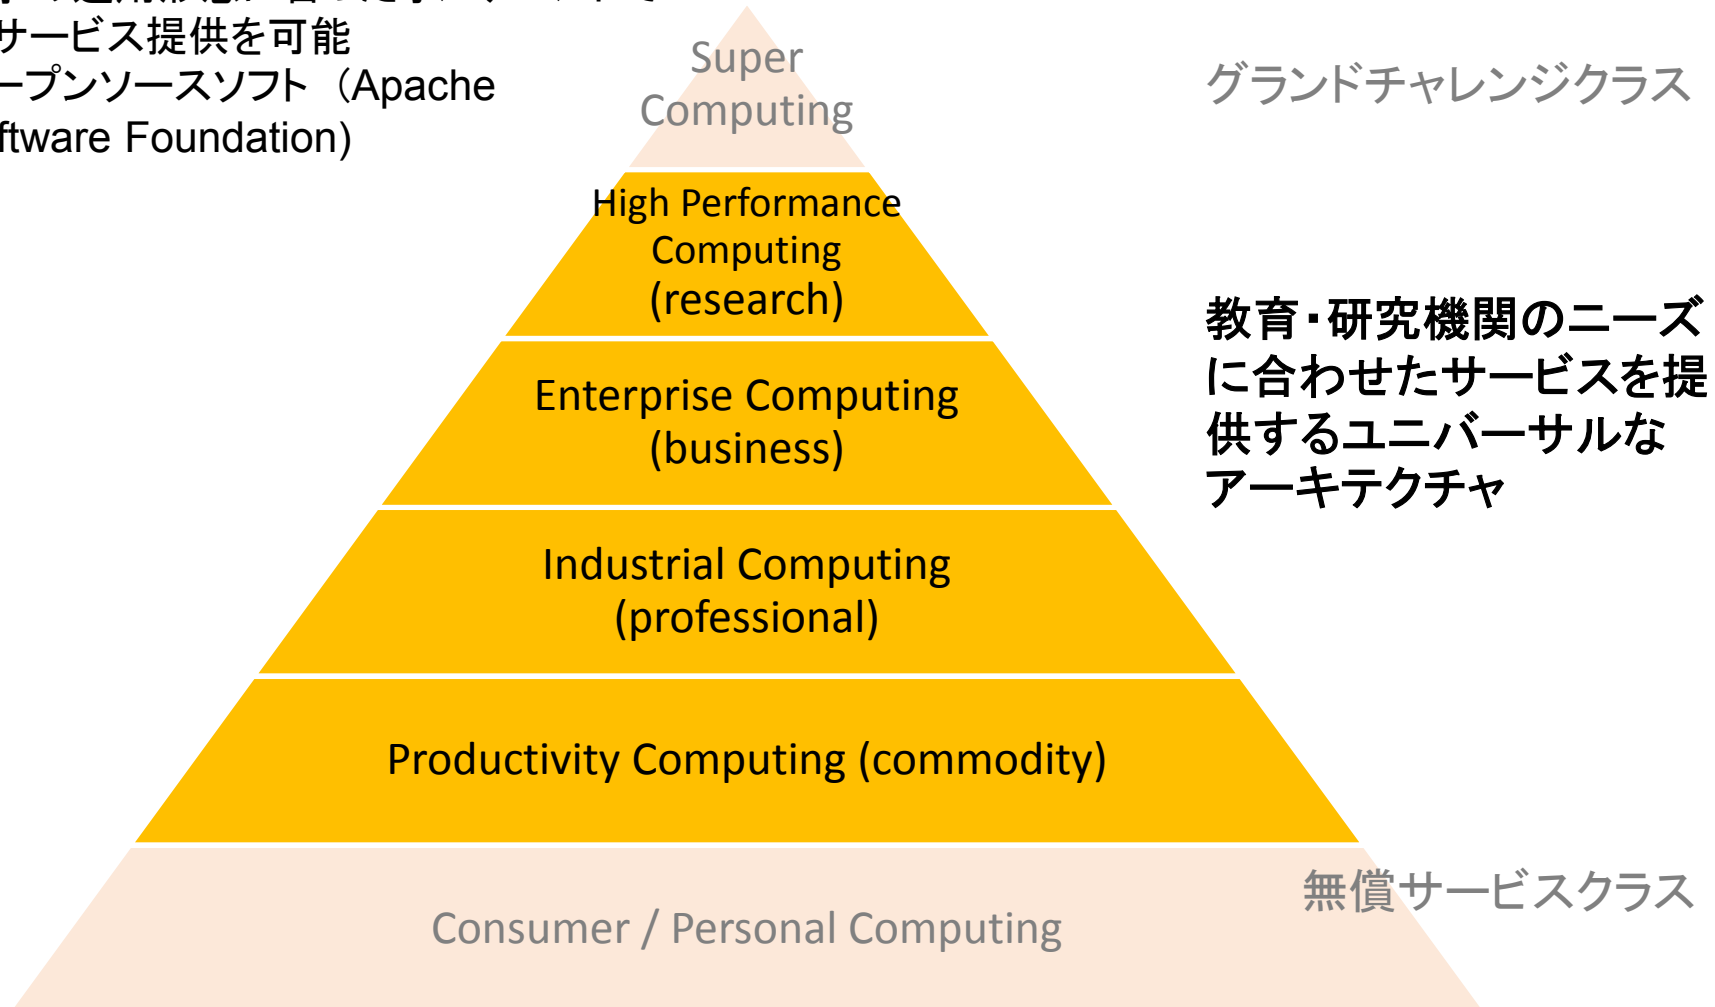 サービス提供を可能
ープンソースソフト （Apache
ftware Foundation)
Super
Computing
グランドチャレンジクラス
High Performance
Computing
(research)
教育・研究機関のニーズ
に合わせたサービスを提
供するユニバーサルな
アーキテクチャ
Enterprise Computing
(business)
Industrial Computing
(professional)
Productivity Computing (commodity)
無償サービスクラス
Consumer / Personal Computing